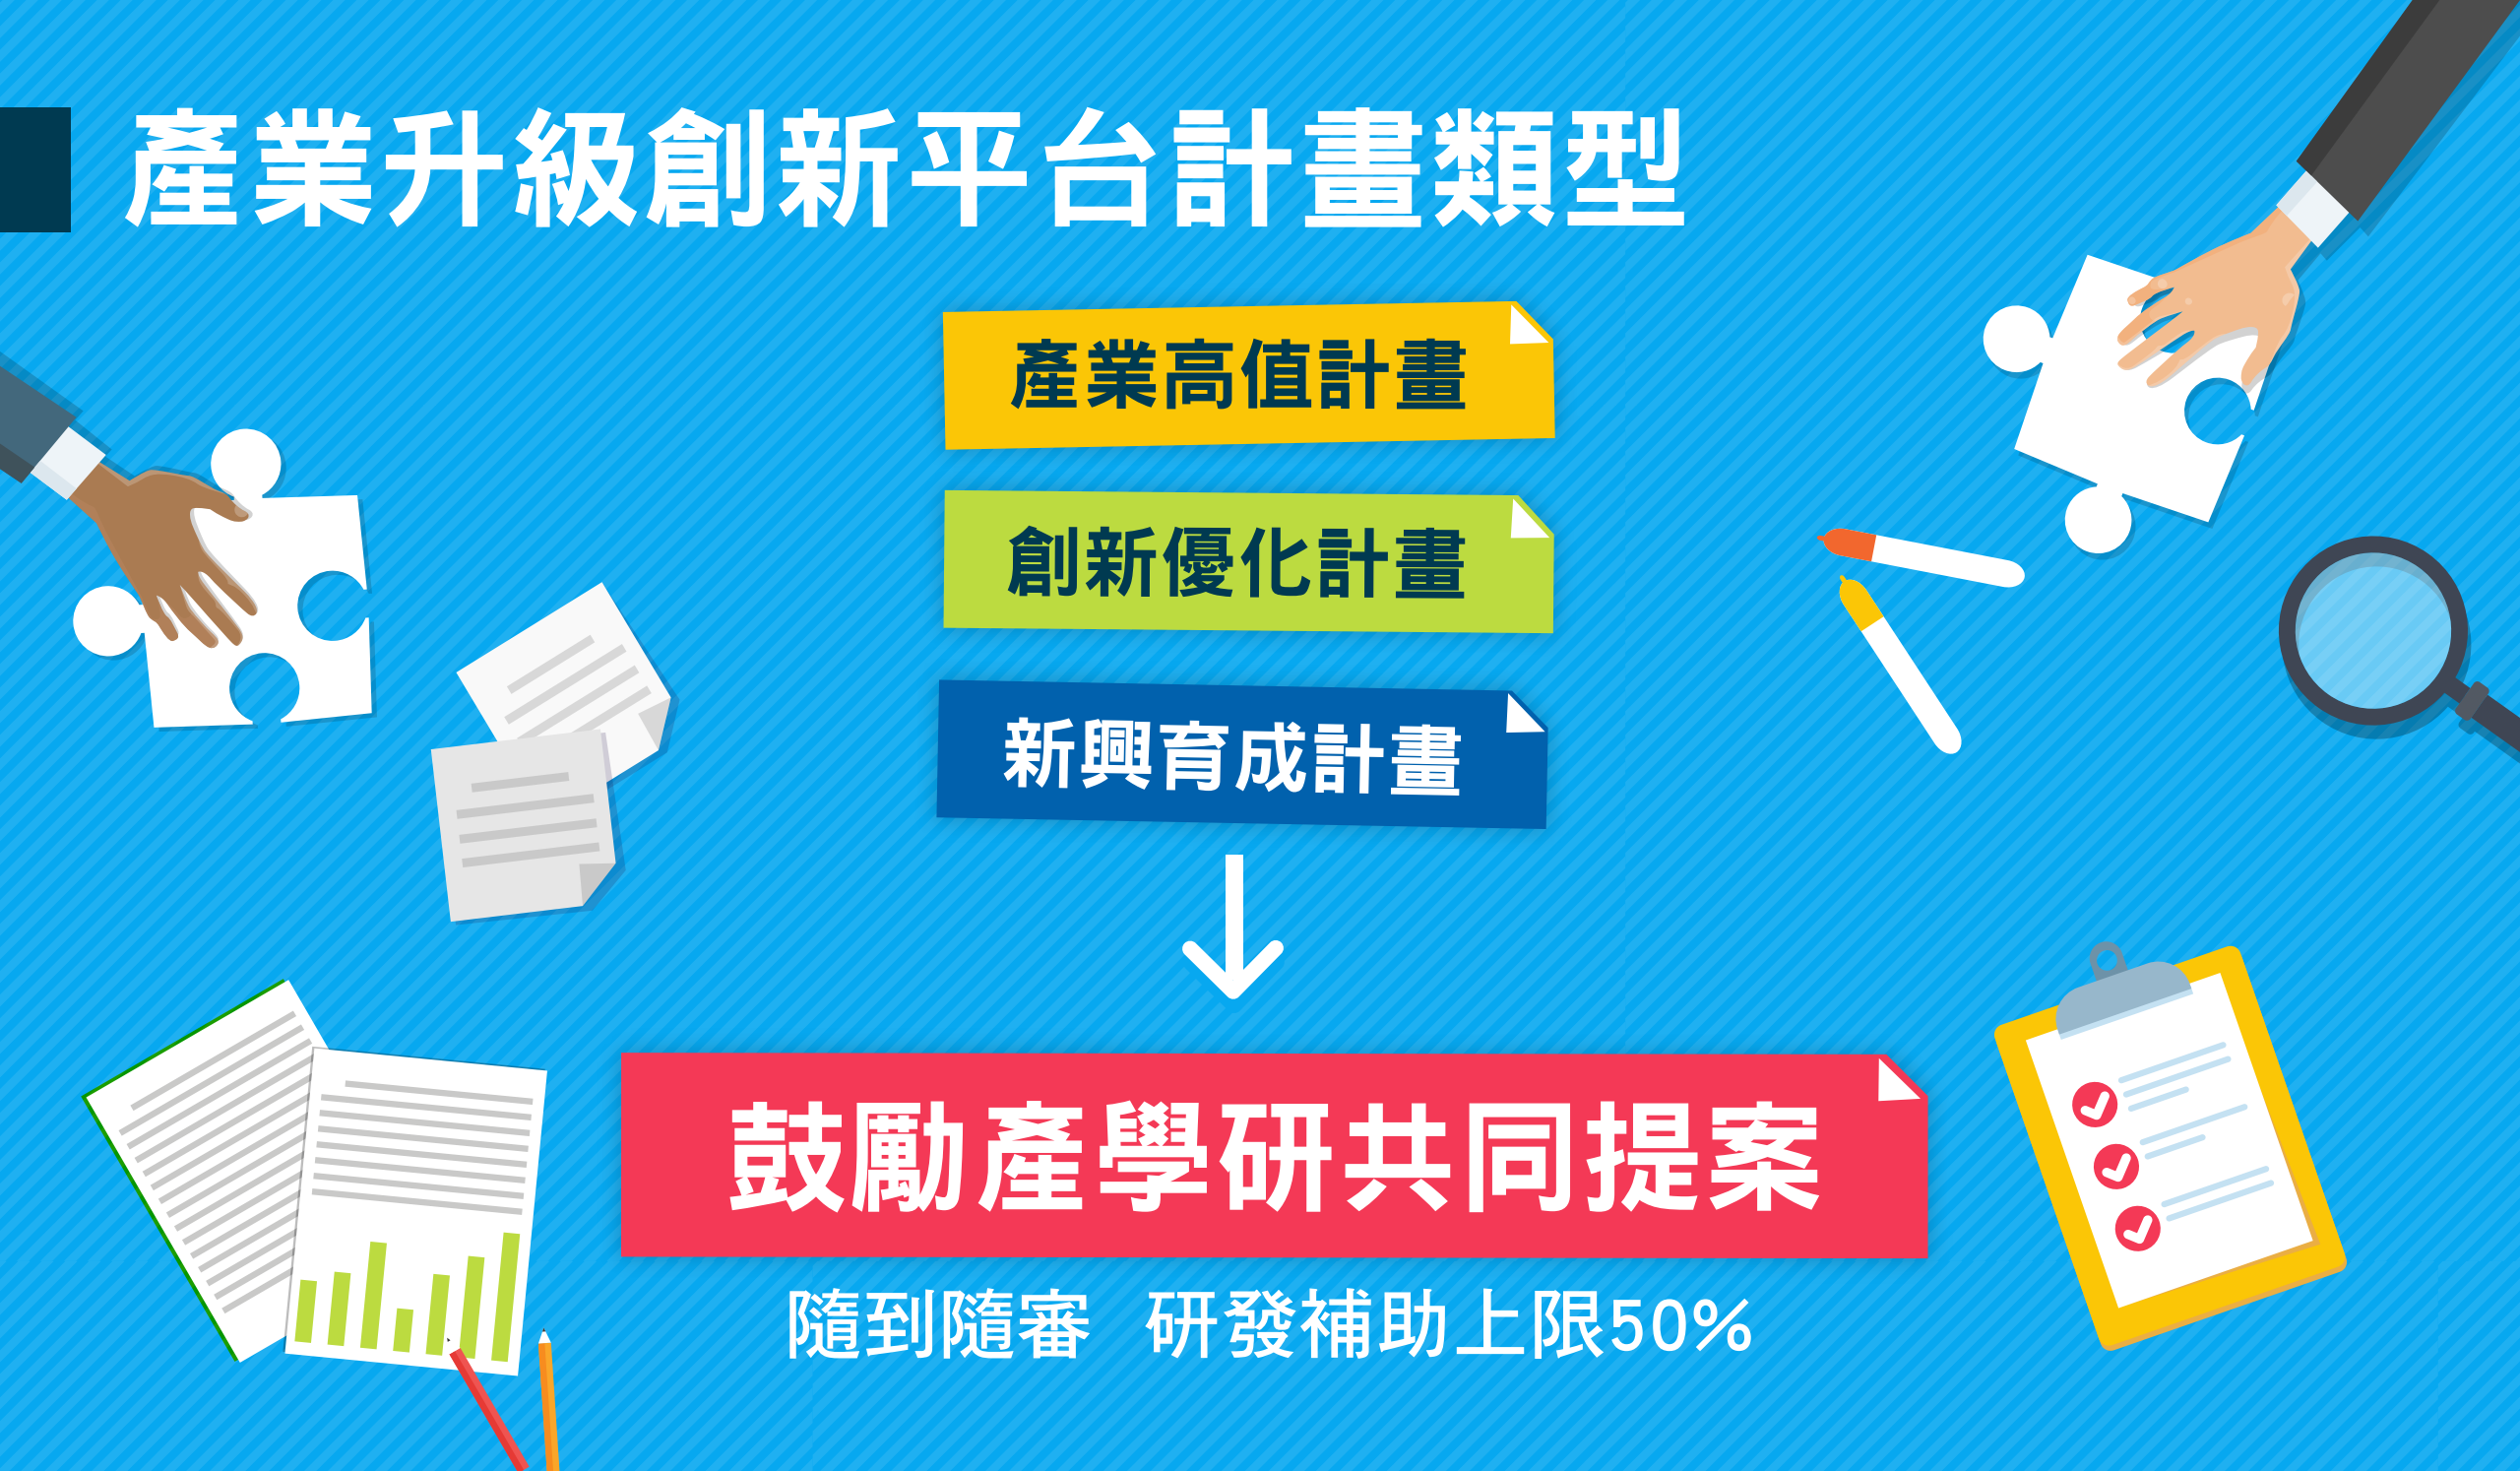 產業升級創新平台計畫類型
產業高值計畫
創新優化計畫
新興育成計畫
鼓勵產學研共同提案
隨到隨審 研發補助上限50%